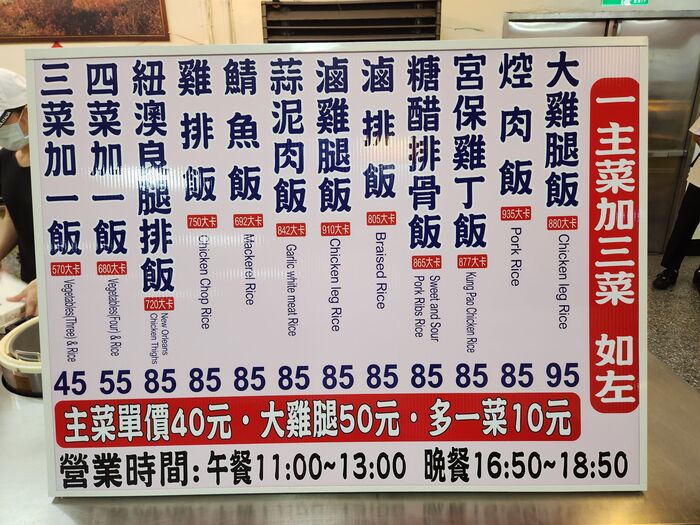 一主菜加三菜 如左
大雞腿飯 880大卡 Chicken leg Rice 95
焢肉飯 935大卡 Pork Rice 85
宮保雞丁飯 877大卡 Kung Pao Chicken Rice 85
糖醋排骨飯 865大卡 Sweet and Sour Pork Ribs Rice 85
滷排飯 805大卡 Braised Rice 85
滷雞腿飯 910大卡 Chicken leg Rice 85
蒜泥肉飯 842大卡 Garlic white meat Rice 85
鯖魚飯 692大卡 Mackerel Rice 85
雞排飯 750大卡 Chicken Chop Rice 85
紐澳良腿排飯 720大卡 New Orleans Chicken Thighs 85
四菜加一飯 680大卡 Vegetables(Four) & Rice 55
三菜加一飯 570大卡 Vegetables(Three) & Rice 45
主菜單價40元・大雞腿50元・多一菜10元
營業時間:午餐11:00~13:00 晚餐16:50~18:50